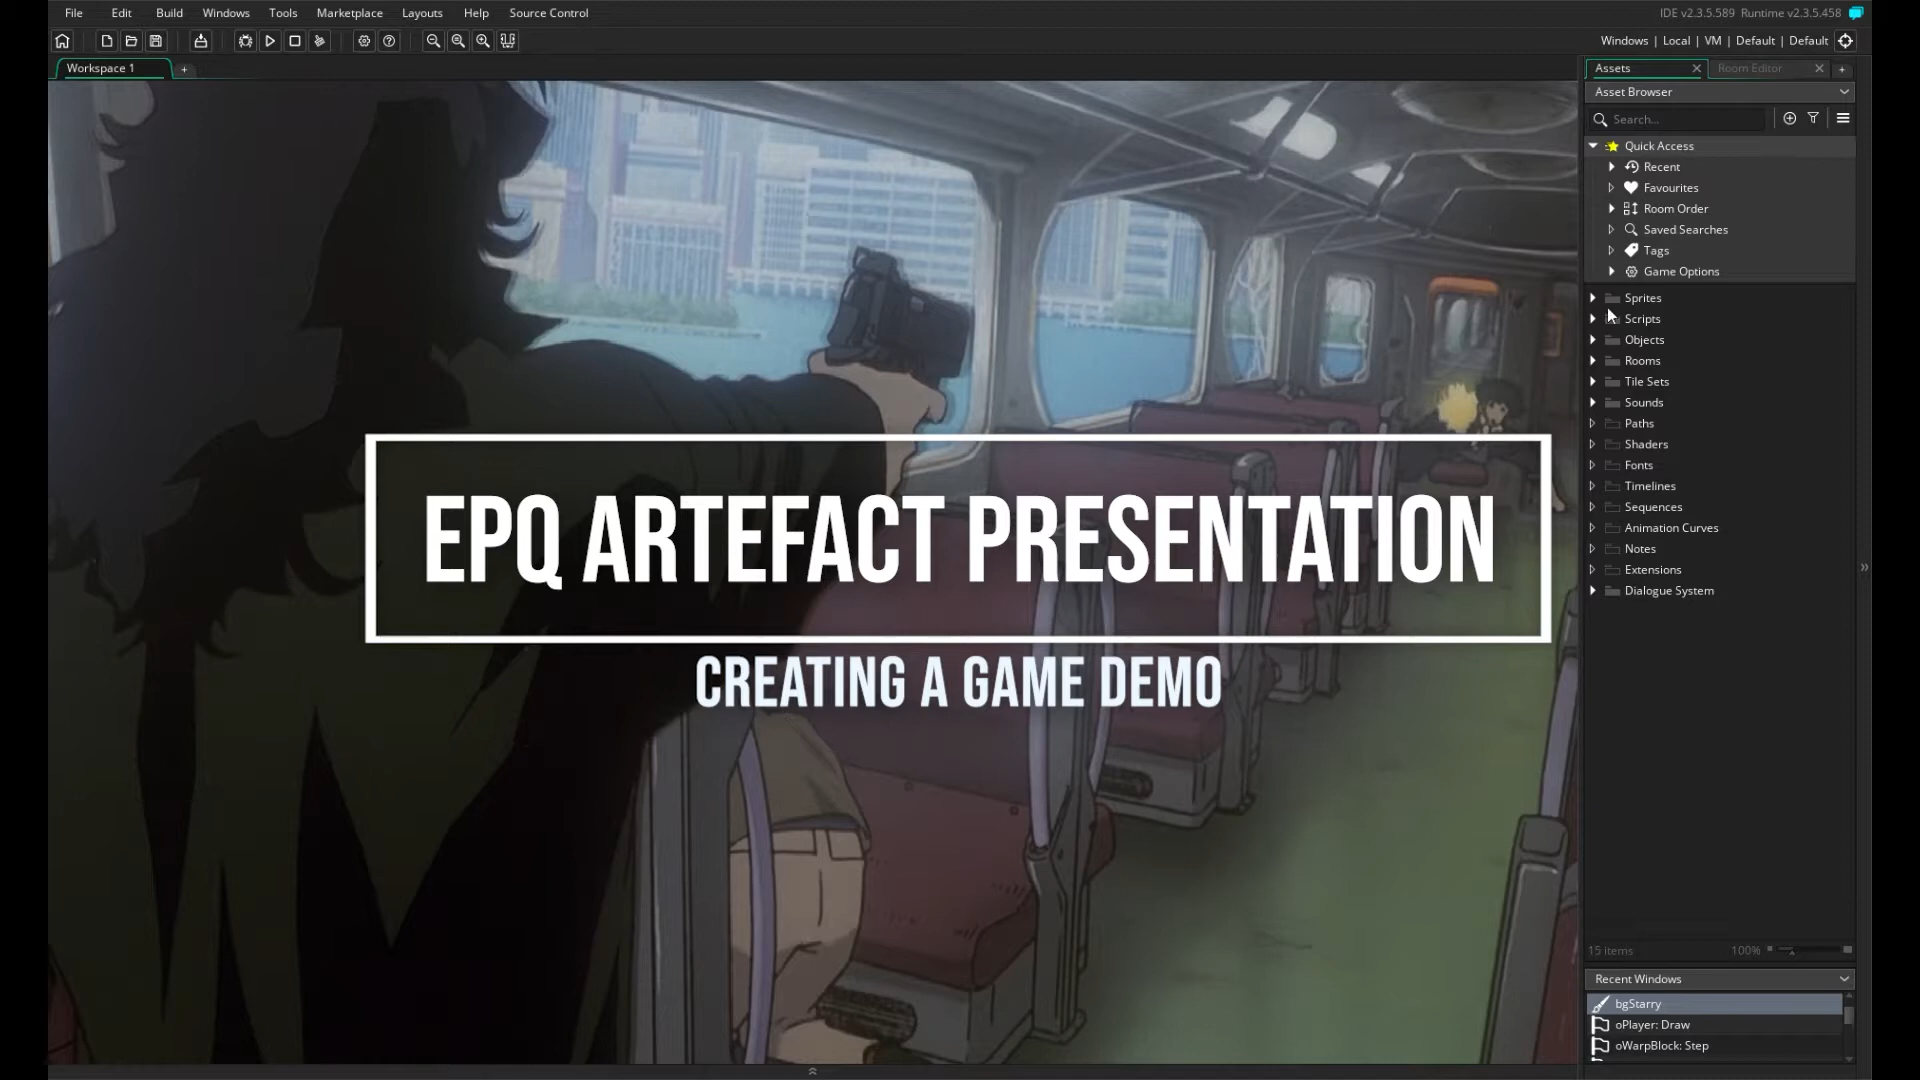 File Edit Build Windows Tools Marketplace Layouts Help Source Control
IDE v2.3.5.589 Runtime v2.3.5.458
Windows | Local | VM | Default | Default
Workspace 1 +
Assets Room Editor +
Asset Browser
Search...
Quick Access
Recent
Favourites
Room Order
Saved Searches
Tags
Game Options
Sprites
Scripts
Objects
Rooms
Tile Sets
Sounds
Paths
Shaders
Fonts
Timelines
Sequences
Animation Curves
Notes
Extensions
Dialogue System
EPQ ARTEFACT PRESENTATION
CREATING A GAME DEMO
15 items 100%
Recent Windows
bgStarry
oPlayer: Draw
oWarpBlock: Step